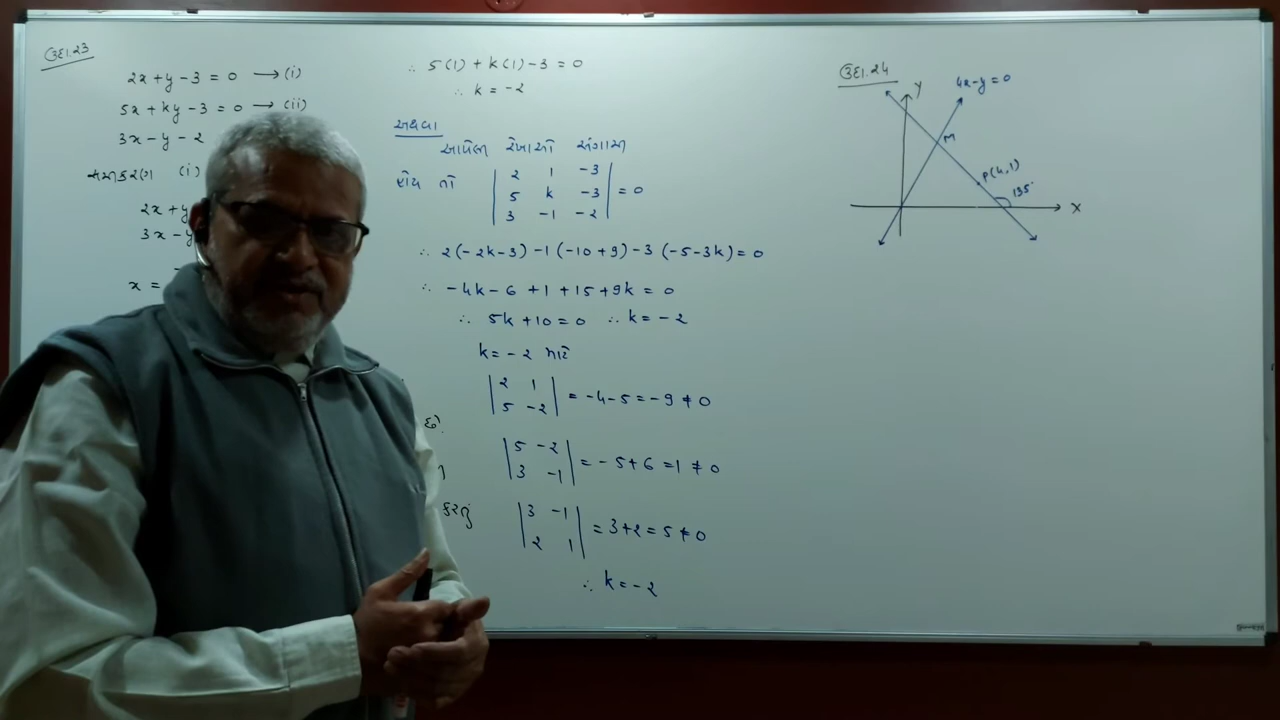 ઉદા.23
2x + y - 3 = 0 → (i)
5x + ky - 3 = 0 → (ii)
3x - y - 2
સમીકરણ (i)
2x + y
3x - y
x =
∴ 5(1) + k(1) - 3 = 0
∴ k = -2
અથવા
આપેલી રેખાઓ સંગામી
હોય તો | 2 1 -3 |
| 5 k -3 | = 0
| 3 -1 -2 |
∴ 2(-2k-3) - 1(-10+9) - 3(-5-3k) = 0
∴ -4k - 6 + 1 + 15 + 9k = 0
∴ 5k + 10 = 0 ∴ k = -2
k = -2 માટે
| 2 1 |
| 5 -2 | = -4-5 = -9 ≠ 0
છે.
| 5 -2 |
| 3 -1 | = -5+6 = 1 ≠ 0
કરતું
| 3 -1 |
| 2 1 | = 3+2 = 5 ≠ 0
∴ k = -2
ઉદા.24
4x-y=0
Y
M
P(4,1)
135°
X